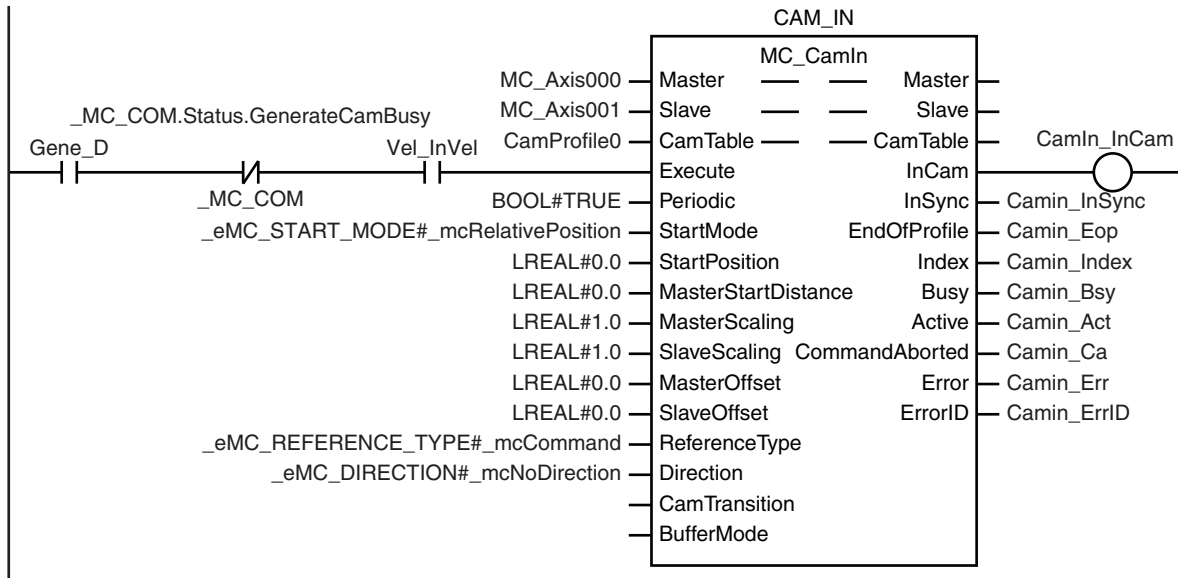 CAM_IN
MC_CamIn
MC_Axis000 Master Master
MC_Axis001 Slave Slave
_MC_COM.Status.GenerateCamBusy
Gene_D Vel_InVel CamProfile0 CamTable CamTable CamIn_InCam
Execute InCam
_MC_COM BOOL#TRUE Periodic InSync Camin_InSync
_eMC_START_MODE#_mcRelativePosition StartMode EndOfProfile Camin_Eop
LREAL#0.0 StartPosition Index Camin_Index
LREAL#0.0 MasterStartDistance Busy Camin_Bsy
LREAL#1.0 MasterScaling Active Camin_Act
LREAL#1.0 SlaveScaling CommandAborted Camin_Ca
LREAL#0.0 MasterOffset Error Camin_Err
LREAL#0.0 SlaveOffset ErrorID Camin_ErrID
_eMC_REFERENCE_TYPE#_mcCommand ReferenceType
_eMC_DIRECTION#_mcNoDirection Direction
CamTransition
BufferMode